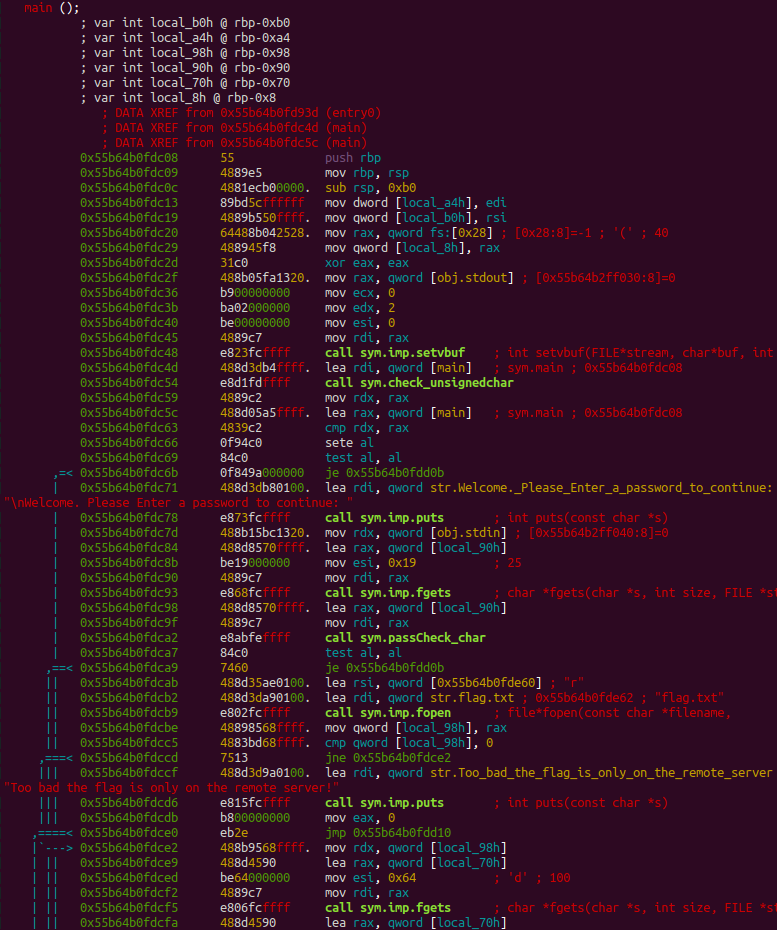 main ();
; var int local_b0h @ rbp-0xb0
; var int local_a4h @ rbp-0xa4
; var int local_98h @ rbp-0x98
; var int local_90h @ rbp-0x90
; var int local_70h @ rbp-0x70
; var int local_8h @ rbp-0x8
; DATA XREF from 0x55b64b0fd93d (entry0)
; DATA XREF from 0x55b64b0fdc4d (main)
; DATA XREF from 0x55b64b0fdc5c (main)
0x55b64b0fdc08 55 push rbp
0x55b64b0fdc09 4889e5 mov rbp, rsp
0x55b64b0fdc0c 4881ecb00000. sub rsp, 0xb0
0x55b64b0fdc13 89bd5cffffff mov dword [local_a4h], edi
0x55b64b0fdc19 4889b550ffff. mov qword [local_b0h], rsi
0x55b64b0fdc20 64488b042528. mov rax, qword fs:[0x28] ; [0x28:8]=-1 ; '(' ; 40
0x55b64b0fdc29 488945f8 mov qword [local_8h], rax
0x55b64b0fdc2d 31c0 xor eax, eax
0x55b64b0fdc2f 488b05fa1320. mov rax, qword [obj.stdout] ; [0x55b64b2ff030:8]=0
0x55b64b0fdc36 b900000000 mov ecx, 0
0x55b64b0fdc3b ba02000000 mov edx, 2
0x55b64b0fdc40 be00000000 mov esi, 0
0x55b64b0fdc45 4889c7 mov rdi, rax
0x55b64b0fdc48 e823fcffff call sym.imp.setvbuf ; int setvbuf(FILE*stream, char*buf, int
0x55b64b0fdc4d 488d3db4ffff. lea rdi, qword [main] ; sym.main ; 0x55b64b0fdc08
0x55b64b0fdc54 e8d1fdffff call sym.check_unsignedchar
0x55b64b0fdc59 4889c2 mov rdx, rax
0x55b64b0fdc5c 488d05a5ffff. lea rax, qword [main] ; sym.main ; 0x55b64b0fdc08
0x55b64b0fdc63 4839c2 cmp rdx, rax
0x55b64b0fdc66 0f94c0 sete al
0x55b64b0fdc69 84c0 test al, al
,=< 0x55b64b0fdc6b 0f849a000000 je 0x55b64b0fdd0b
| 0x55b64b0fdc71 488d3db80100. lea rdi, qword str.Welcome._Please_Enter_a_password_to_continue:
"\nWelcome. Please Enter a password to continue: "
| 0x55b64b0fdc78 e873fcffff call sym.imp.puts ; int puts(const char *s)
| 0x55b64b0fdc7d 488b15bc1320. mov rdx, qword [obj.stdin] ; [0x55b64b2ff040:8]=0
| 0x55b64b0fdc84 488d8570ffff. lea rax, qword [local_90h]
| 0x55b64b0fdc8b be19000000 mov esi, 0x19 ; 25
| 0x55b64b0fdc90 4889c7 mov rdi, rax
| 0x55b64b0fdc93 e868fcffff call sym.imp.fgets ; char *fgets(char *s, int size, FILE *st
| 0x55b64b0fdc98 488d8570ffff. lea rax, qword [local_90h]
| 0x55b64b0fdc9f 4889c7 mov rdi, rax
| 0x55b64b0fdca2 e8abfeffff call sym.passCheck_char
| 0x55b64b0fdca7 84c0 test al, al
,==< 0x55b64b0fdca9 7460 je 0x55b64b0fdd0b
|| 0x55b64b0fdcab 488d35ae0100. lea rsi, qword [0x55b64b0fde60] ; "r"
|| 0x55b64b0fdcb2 488d3da90100. lea rdi, qword str.flag.txt ; 0x55b64b0fde62 ; "flag.txt"
|| 0x55b64b0fdcb9 e802fcffff call sym.imp.fopen ; file*fopen(const char *filename,
|| 0x55b64b0fdcbe 48898568ffff. mov qword [local_98h], rax
|| 0x55b64b0fdcc5 4883bd68ffff. cmp qword [local_98h], 0
,===< 0x55b64b0fdccd 7513 jne 0x55b64b0fdce2
||| 0x55b64b0fdccf 488d3d9a0100. lea rdi, qword str.Too_bad_the_flag_is_only_on_the_remote_server
"Too bad the flag is only on the remote server!"
||| 0x55b64b0fdcd6 e815fcffff call sym.imp.puts ; int puts(const char *s)
||| 0x55b64b0fdcdb b800000000 mov eax, 0
,====< 0x55b64b0fdce0 eb2e jmp 0x55b64b0fdd10
|`---> 0x55b64b0fdce2 488b9568ffff. mov rdx, qword [local_98h]
| || 0x55b64b0fdce9 488d4590 lea rax, qword [local_70h]
| || 0x55b64b0fdced be64000000 mov esi, 0x64 ; 'd' ; 100
| || 0x55b64b0fdcf2 4889c7 mov rdi, rax
| || 0x55b64b0fdcf5 e806fcffff call sym.imp.fgets ; char *fgets(char *s, int size, FILE *st
| || 0x55b64b0fdcfa 488d4590 lea rax, qword [local_70h]